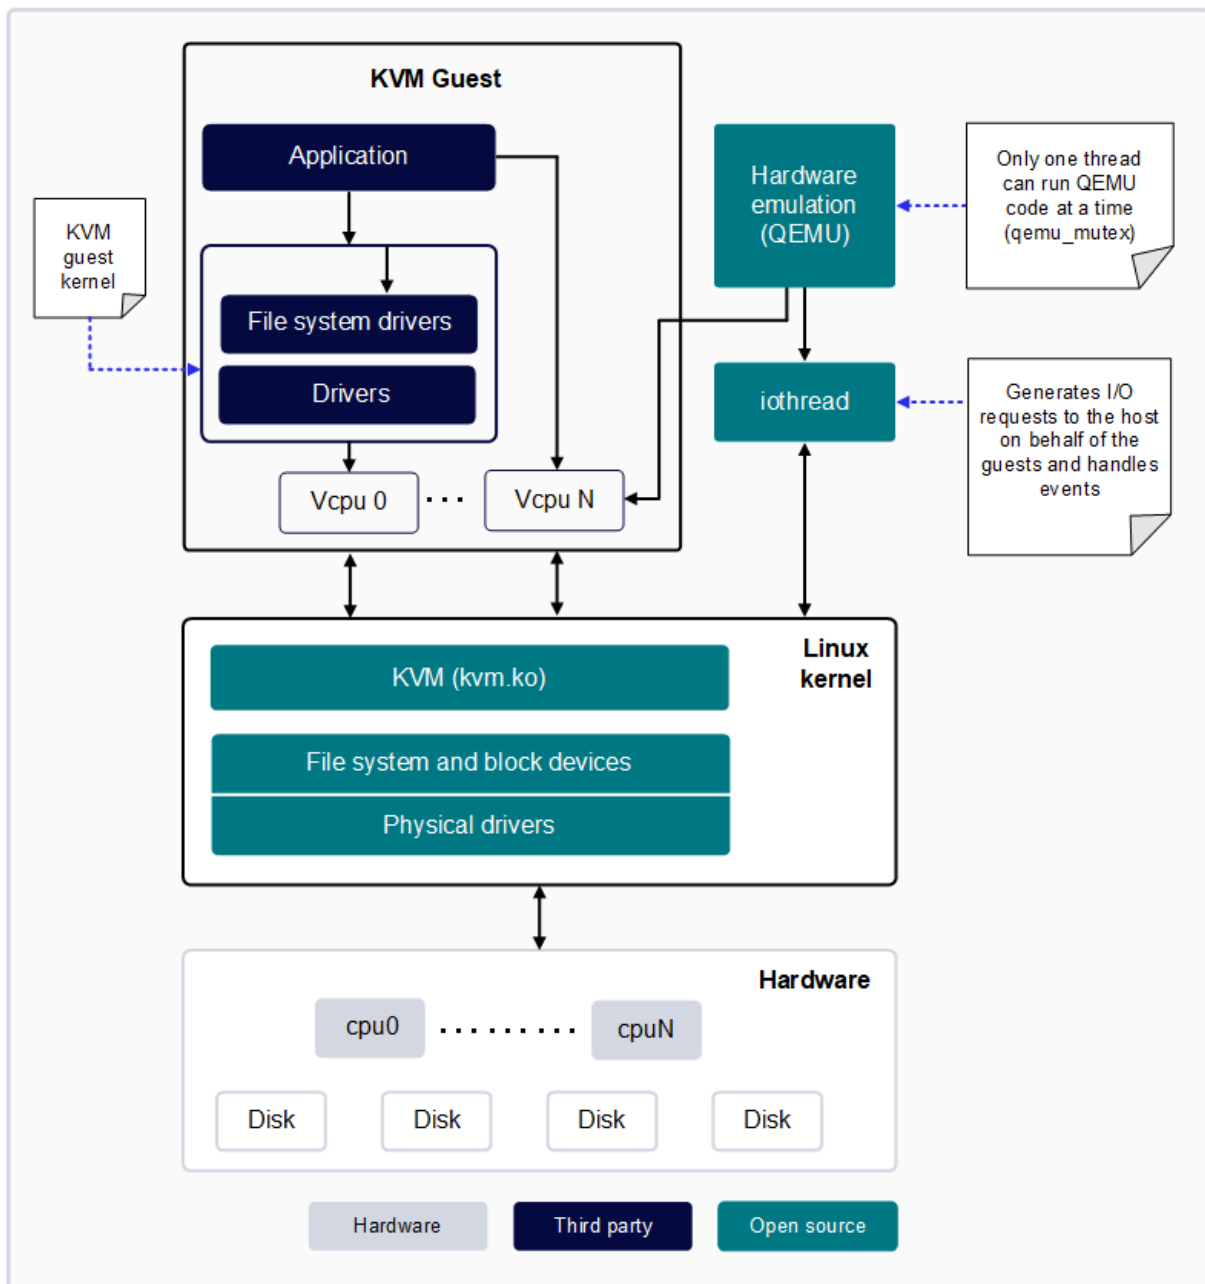 KVM Guest
Application
KVM
guest
kernel
File system drivers
Drivers
Vcpu 0
···
Vcpu N
Hardware
emulation
(QEMU)
Only one thread
can run QEMU
code at a time
(qemu_mutex)
iothread
Generates I/O
requests to the host
on behalf of the
guests and handles
events
Linux
kernel
KVM (kvm.ko)
File system and block devices
Physical drivers
Hardware
cpu0
·········
cpuN
Disk
Disk
Disk
Disk
Hardware
Third party
Open source